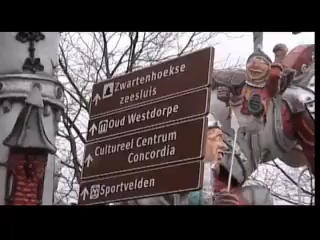 Zwartenhoekse
zeesluis
Oud Westdorpe
Cultureel Centrum
Concordia
Sportvelden